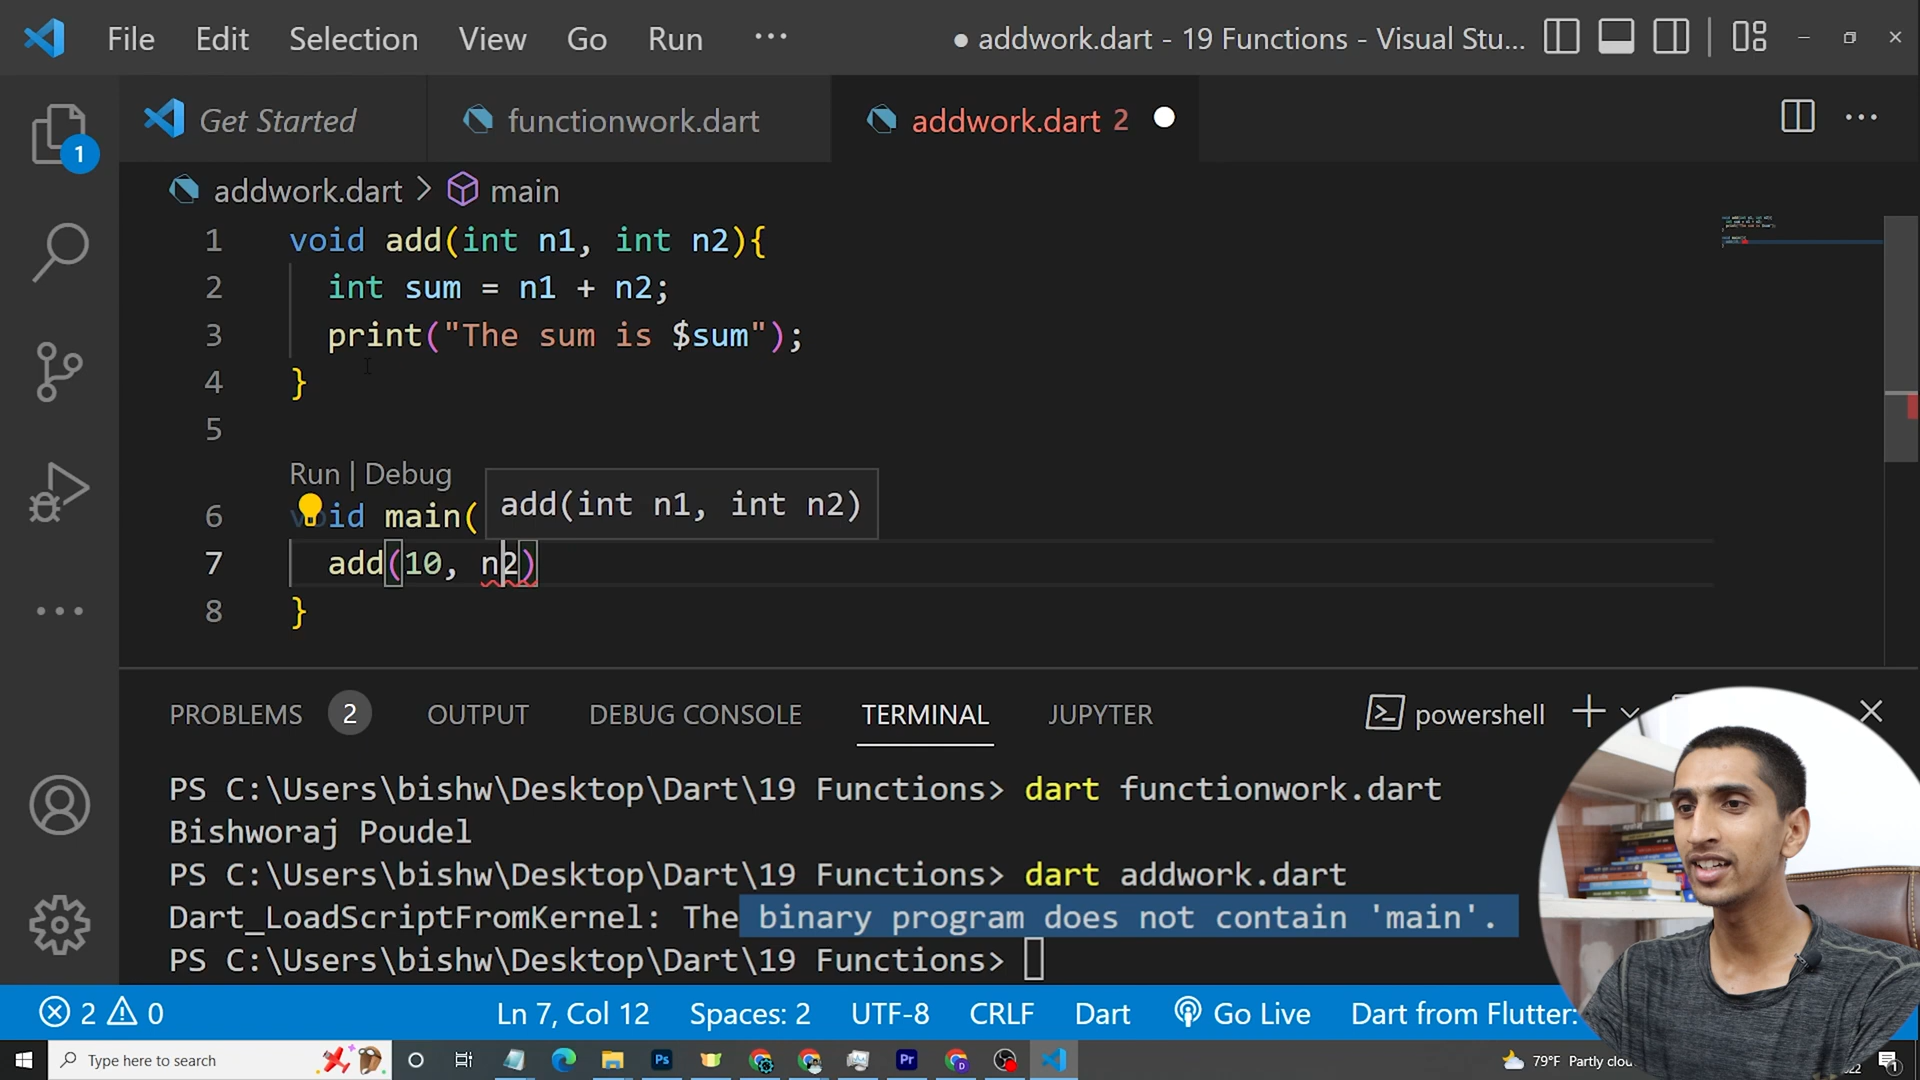 File Edit Selection View Go Run ··· ● addwork.dart - 19 Functions - Visual Stu...
Get Started functionwork.dart addwork.dart 2
1
addwork.dart > main
1 void add(int n1, int n2){
2 int sum = n1 + n2;
3 print("The sum is $sum");
4 }
5
Run | Debug
add(int n1, int n2)
6 void main(
7 add(10, n2)
8 }
PROBLEMS 2 OUTPUT DEBUG CONSOLE TERMINAL JUPYTER powershell
PS C:\Users\bishw\Desktop\Dart\19 Functions> dart functionwork.dart
Bishworaj Poudel
PS C:\Users\bishw\Desktop\Dart\19 Functions> dart addwork.dart
Dart_LoadScriptFromKernel: The binary program does not contain 'main'.
PS C:\Users\bishw\Desktop\Dart\19 Functions>
2 0 Ln 7, Col 12 Spaces: 2 UTF-8 CRLF Dart Go Live Dart from Flutter:
Type here to search 79°F Partly 1